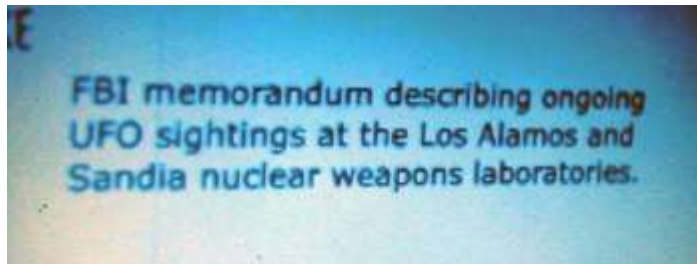 FBI memorandum describing ongoing
UFO sightings at the Los Alamos and
Sandia nuclear weapons laboratories.